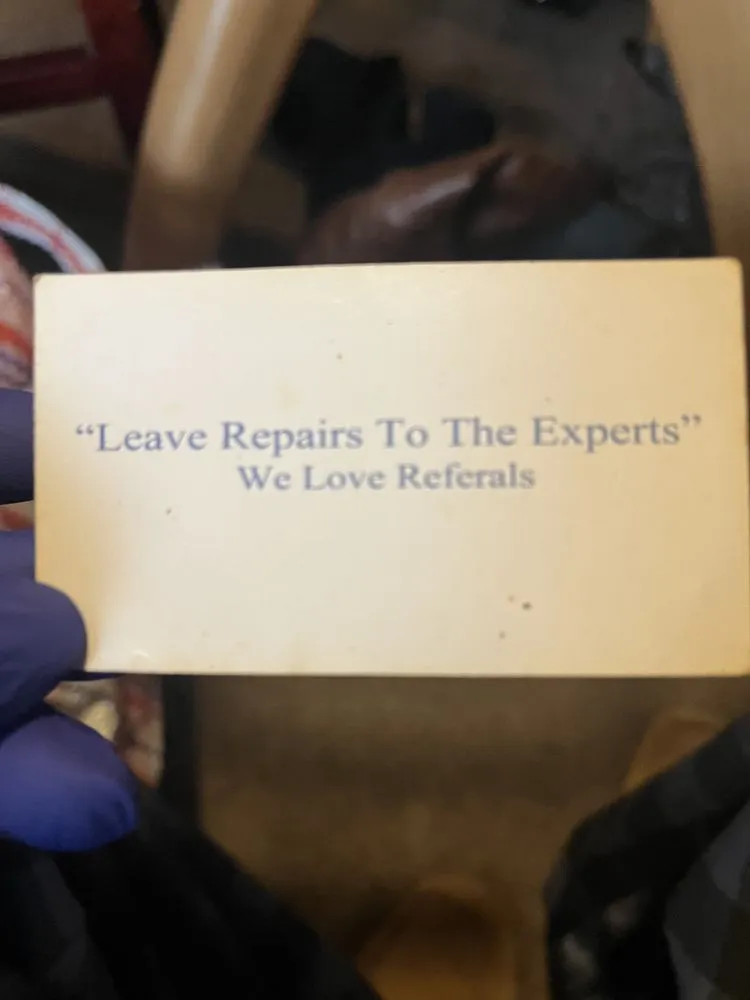 “Leave Repairs To The Experts”
We Love Referals